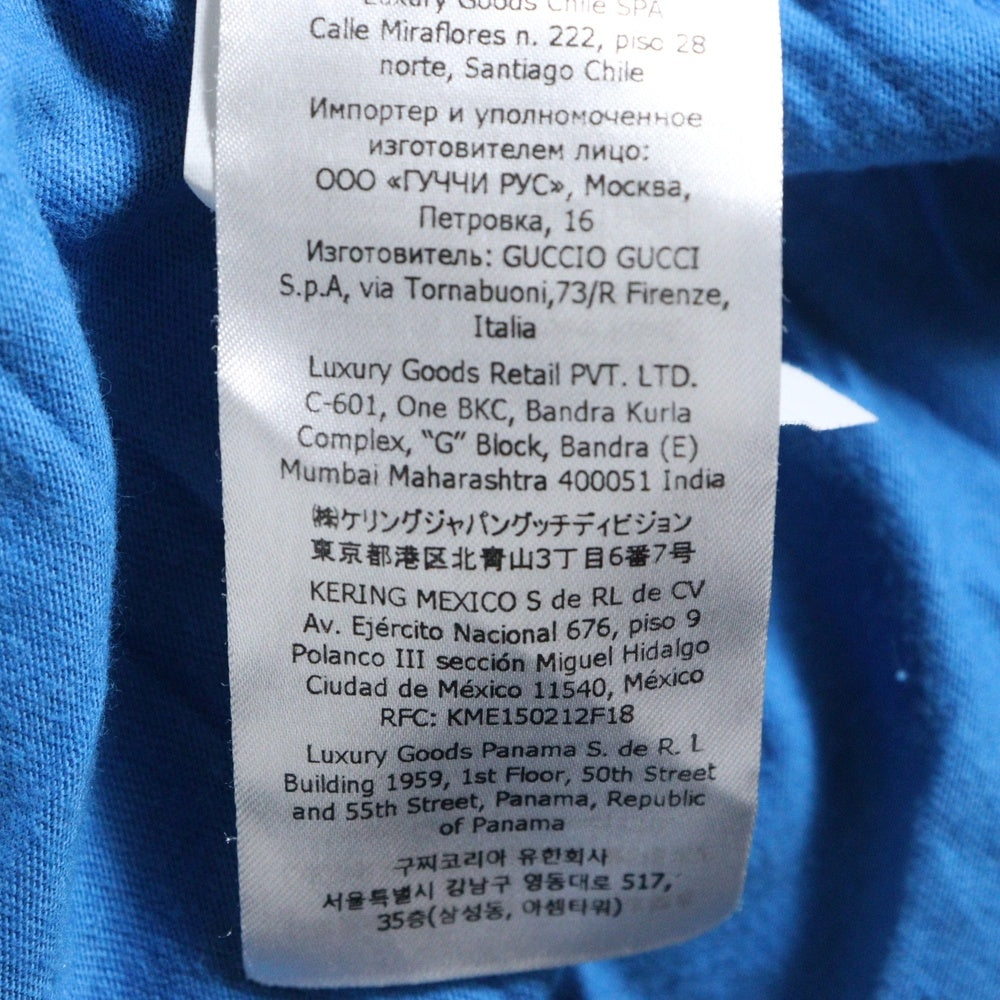 Luxury Goods Chile SPA
Calle Miraflores n. 222, piso 28
norte, Santiago Chile
Импортер и уполномоченное
изготовителем лицо:
ООО «ГУЧЧИ РУС», Москва,
Петровка, 16
Изготовитель: GUCCIO GUCCI
S.p.A, via Tornabuoni,73/R Firenze,
Italia
Luxury Goods Retail PVT. LTD.
C-601, One BKC, Bandra Kurla
Complex, “G” Block, Bandra (E)
Mumbai Maharashtra 400051 India
㈱ケリングジャパングッチディビジョン
東京都港区北青山3丁目6番7号
KERING MEXICO S de RL de CV
Av. Ejército Nacional 676, piso 9
Polanco III sección Miguel Hidalgo
Ciudad de México 11540, México
RFC: KME150212F18
Luxury Goods Panama S. de R. L
Building 1959, 1st Floor, 50th Street
and 55th Street, Panama, Republic
of Panama
구찌코리아 유한회사
서울특별시 강남구 영동대로 517,
35층(삼성동, 아셈타워)